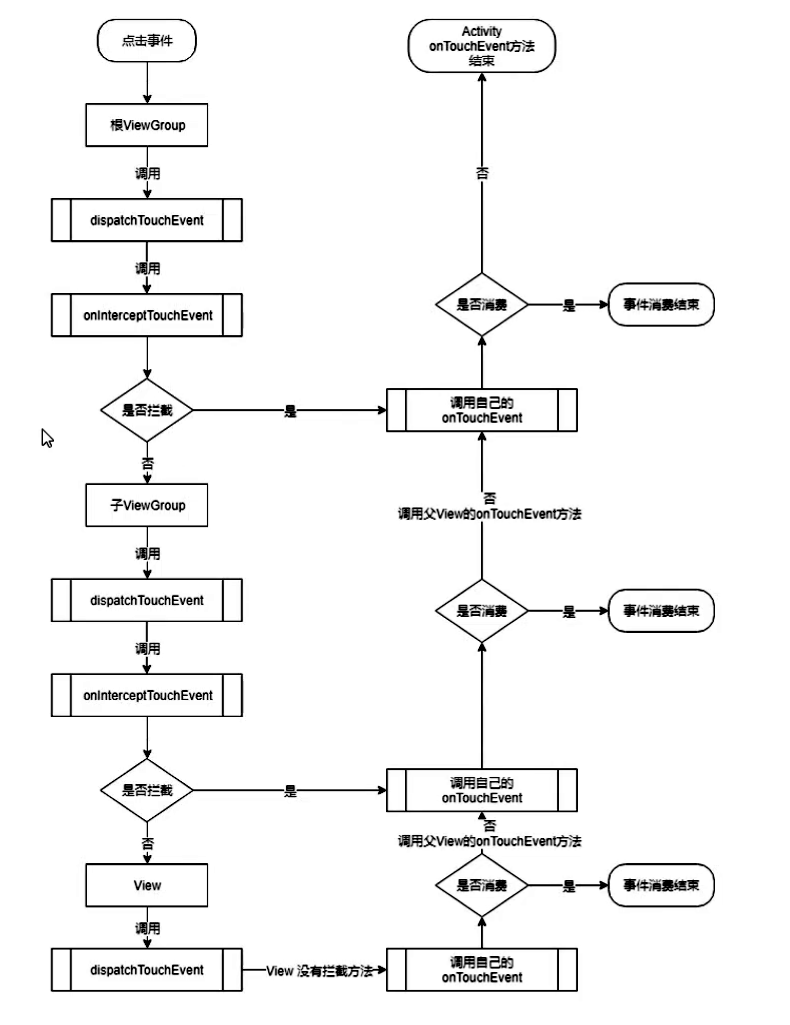 点击事件
根ViewGroup
调用
dispatchTouchEvent
调用
onInterceptTouchEvent
是否拦截
是
否
子ViewGroup
调用
dispatchTouchEvent
调用
onInterceptTouchEvent
是否拦截
是
否
View
调用
dispatchTouchEvent
View 没有拦截方法
调用自己的
onTouchEvent
是否消费
是
事件消费结束
否
调用父View的onTouchEvent方法
调用自己的
onTouchEvent
是否消费
是
事件消费结束
否
调用父View的onTouchEvent方法
调用自己的
onTouchEvent
是否消费
是
事件消费结束
否
Activity
onTouchEvent方法
结束